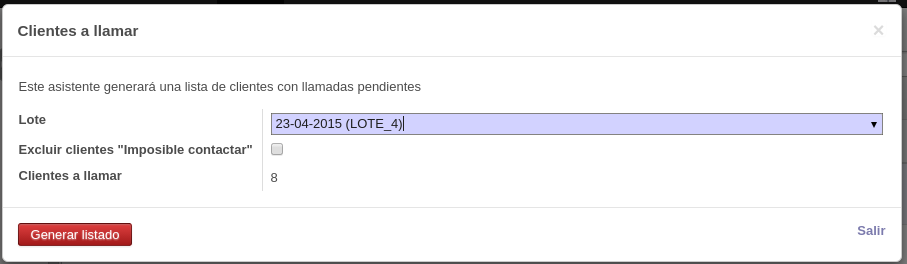 Clientes a llamar ×
Este asistente generará una lista de clientes con llamadas pendientes
Lote 23-04-2015 (LOTE_4)
Excluir clientes "Imposible contactar"
Clientes a llamar 8
Generar listado Salir